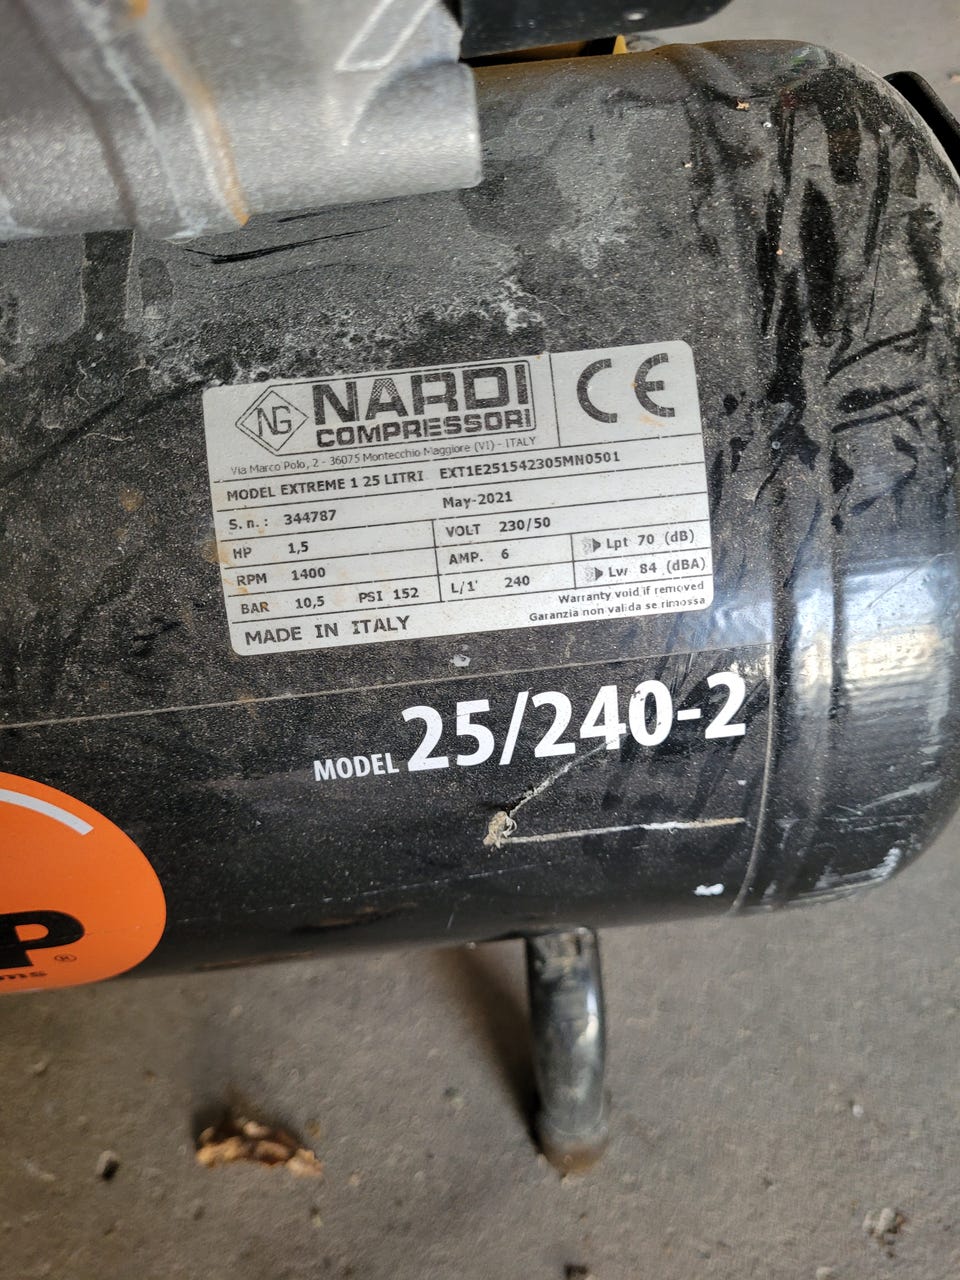 NG NARDI
COMPRESSORI
CE
Via Marco Polo, 2 - 36075 Montecchio Maggiore (VI) - ITALY
MODEL EXTREME 1 25 LITRI EXT1E251542305MN0501
S.n.: 344787 May-2021
HP 1,5 VOLT 230/50
RPM 1400 AMP. 6 Lpt 70 (dB)
BAR 10,5 PSI 152 L/1' 240 Lw 84 (dBA)
MADE IN ITALY
Warranty void if removed
Garanzia non valida se rimossa
MODEL 25/240-2
P®
ms